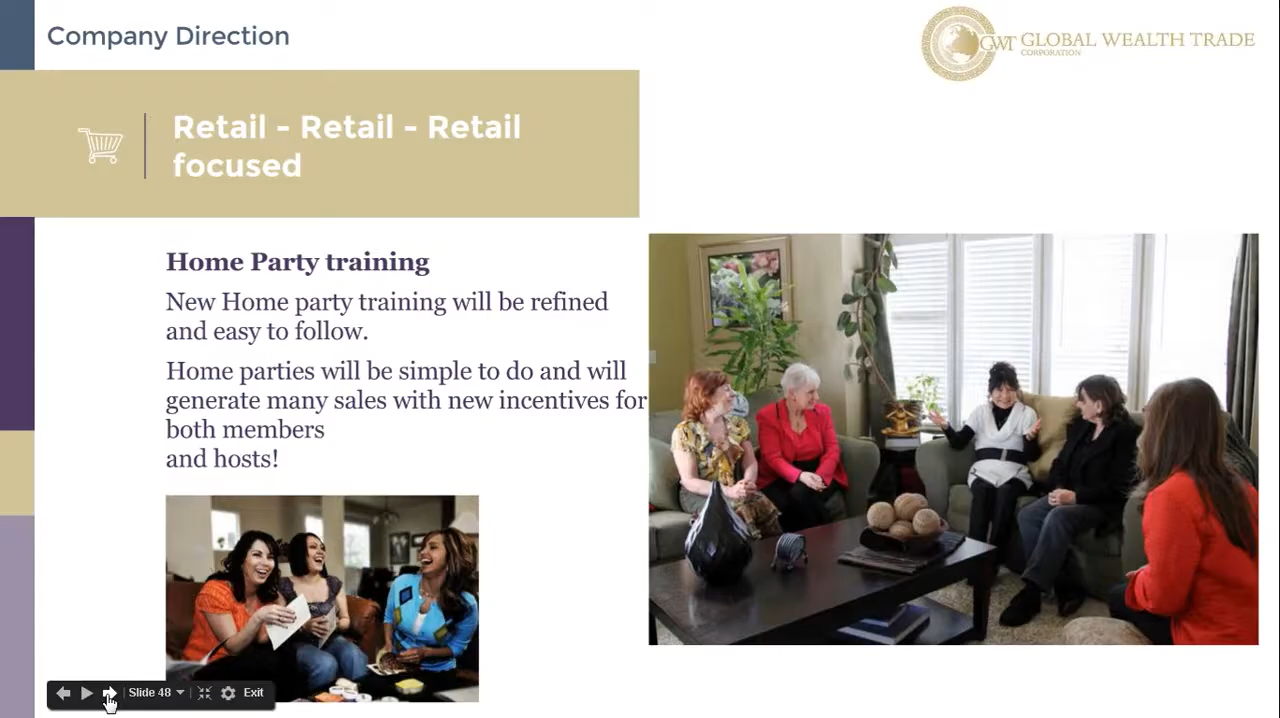 Company Direction
GWT GLOBAL WEALTH TRADE
CORPORATION
Retail - Retail - Retail
focused
Home Party training
New Home party training will be refined
and easy to follow.
Home parties will be simple to do and will
generate many sales with new incentives for
both members
and hosts!
Slide 48
Exit